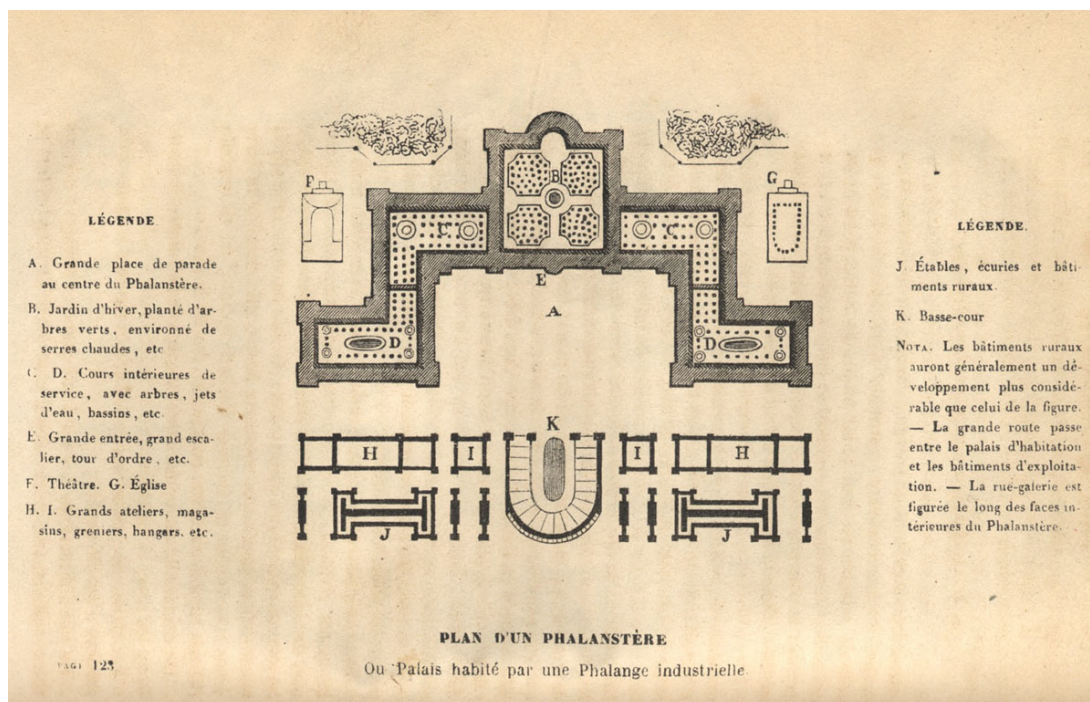 F
G
B
C
C
E
A
D
D
LÉGENDE
A. Grande place de parade
au centre du Phalanstère.
B. Jardin d'hiver, planté d'ar-
bres verts, environné de
serres chaudes, etc
C D. Cours intérieures de
service, avec arbres, jets
d'eau, bassins, etc.
E. Grande entrée, grand esca-
lier, tour d'ordre, etc.
F. Théâtre. G. Église
H. I. Grands ateliers, maga-
sins, greniers, hangars. etc.
LÉGENDE.
J. Étables, écuries et bâti-
ments ruraux.
K. Basse-cour
NOTA. Les bâtiments ruraux
auront généralement un dé-
veloppement plus considé-
rable que celui de la figure.
— La grande route passe
entre le palais d'habitation
et les bâtiments d'exploita-
tion. — La rue-galerie est
figurée le long des faces in-
térieures du Phalanstère.
K
H
I
I
H
J
J
PLAN D'UN PHALANSTÈRE
Ou Palais habité par une Phalange industrielle.
PAGE 123